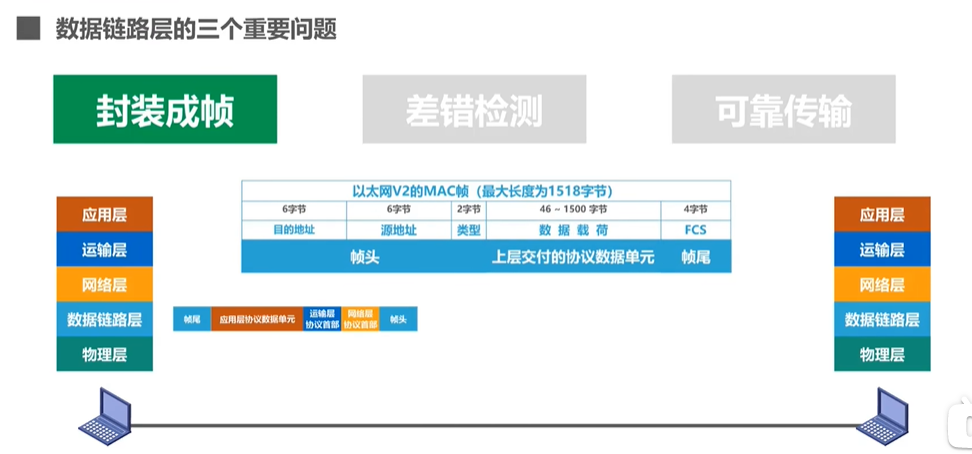 数据链路层的三个重要问题
封装成帧
差错检测
可靠传输
以太网V2的MAC帧（最大长度为1518字节）
6字节 6字节 2字节 46 ~ 1500 字节 4字节
目的地址 源地址 类型 数 据 载 荷 FCS
帧头 上层交付的协议数据单元 帧尾
应用层
运输层
网络层
数据链路层
物理层
帧尾
应用层协议数据单元
运输层
协议首部
网络层
协议首部
帧头
应用层
运输层
网络层
数据链路层
物理层